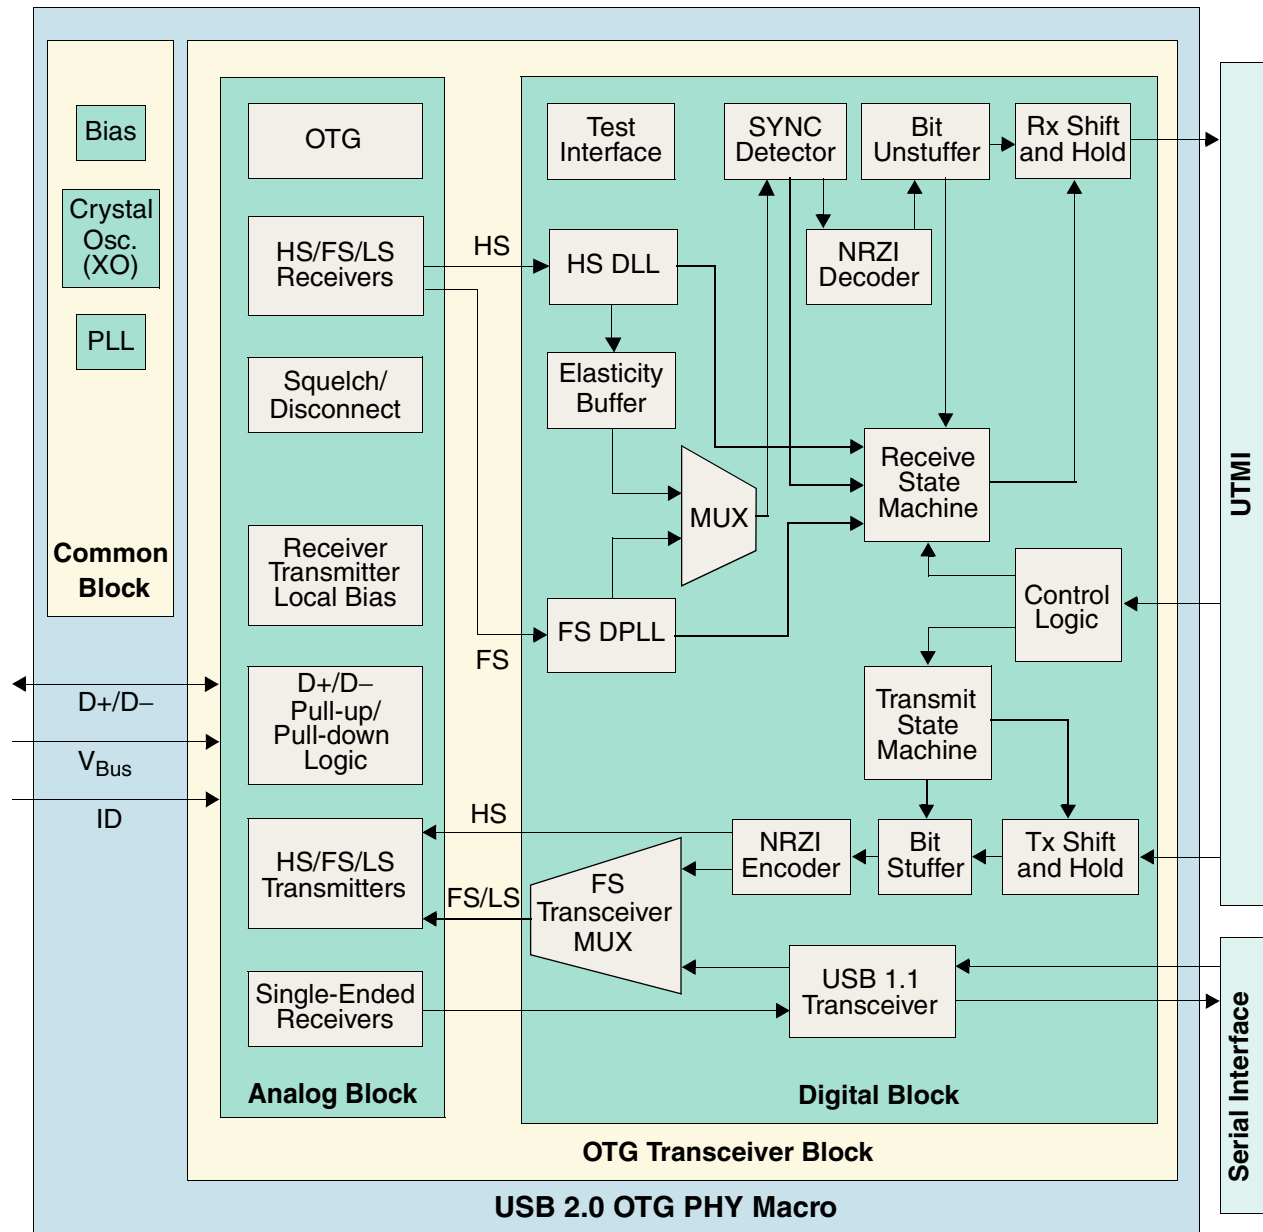 Bias
Crystal
Osc.
(XO)
PLL
Common
Block
OTG
HS/FS/LS
Receivers
Squelch/
Disconnect
Receiver
Transmitter
Local Bias
D+/D–
Pull-up/
Pull-down
Logic
HS/FS/LS
Transmitters
Single-Ended
Receivers
Analog Block
D+/D–
VBus
ID
HS
FS
HS
FS/LS
Test
Interface
SYNC
Detector
Bit
Unstuffer
Rx Shift
and Hold
HS DLL
NRZI
Decoder
Elasticity
Buffer
MUX
Receive
State
Machine
FS DPLL
Control
Logic
Transmit
State
Machine
NRZI
Encoder
Bit
Stuffer
Tx Shift
and Hold
FS
Transceiver
MUX
USB 1.1
Transceiver
Digital Block
OTG Transceiver Block
USB 2.0 OTG PHY Macro
UTMI
Serial Interface